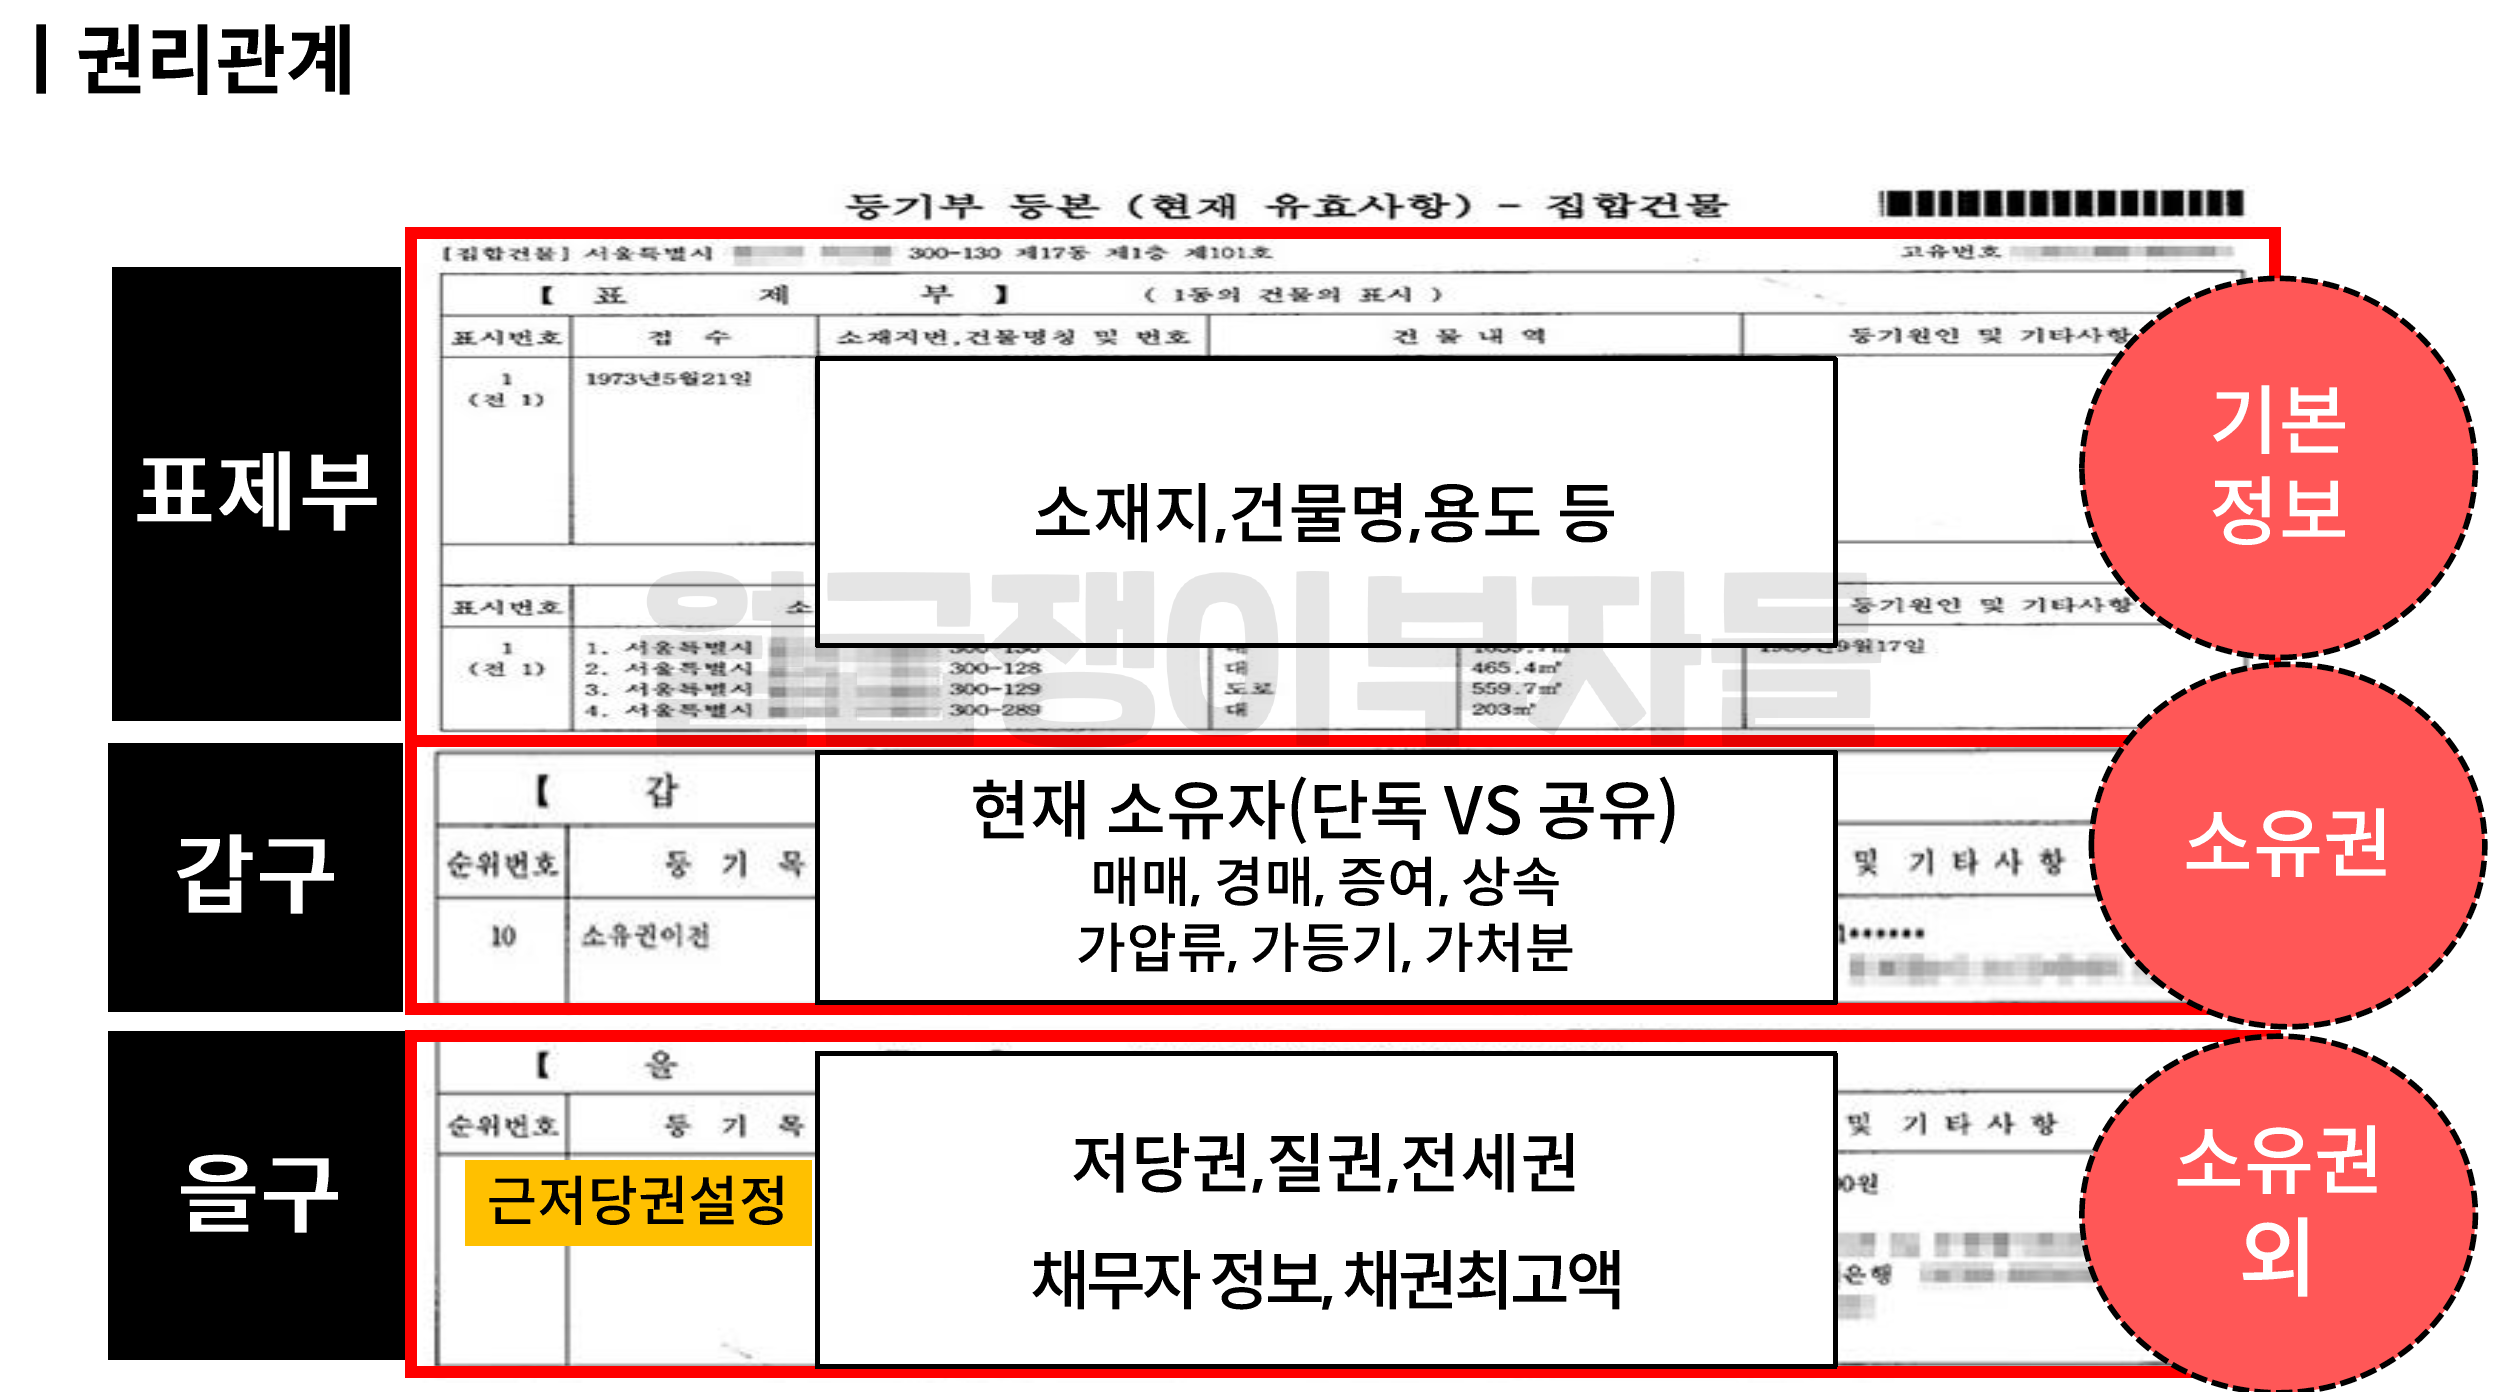 | 권리관계
등기부 등본 (현재 유효사항) - 집합건물
[집합건물] 서울특별시 300-130 제17동 제1층 제101호 고유번호
【 표 제 부 】 ( 1동의 건물의 표시 )
표시번호 접 수 소재지번,건물명칭 및 번호 건 물 내 역 등기원인 및 기타사항
1 1973년5월21일
(전 1)
표제부
소재지,건물명,용도 등
기본
정보
월급쟁이부자들
표시번호 소 등기원인 및 기타사항
1 1. 서울특별시 300-130 9월17일
(전 1) 2. 서울특별시 300-128 대 465.4㎡
3. 서울특별시 300-129 도로 559.7㎡
4. 서울특별시 300-289 대 203㎡
갑구
【 갑
순위번호 등 기 목 및 기 타 사 항
10 소유권이전
현재 소유자(단독 VS 공유)
매매, 경매, 증여, 상속
가압류, 가등기, 가처분
소유권
을구
【 을
순위번호 등 기 목 및 기 타 사 항
근저당권설정
저당권,질권,전세권
채무자 정보, 채권최고액
0원
은행
소유권
외